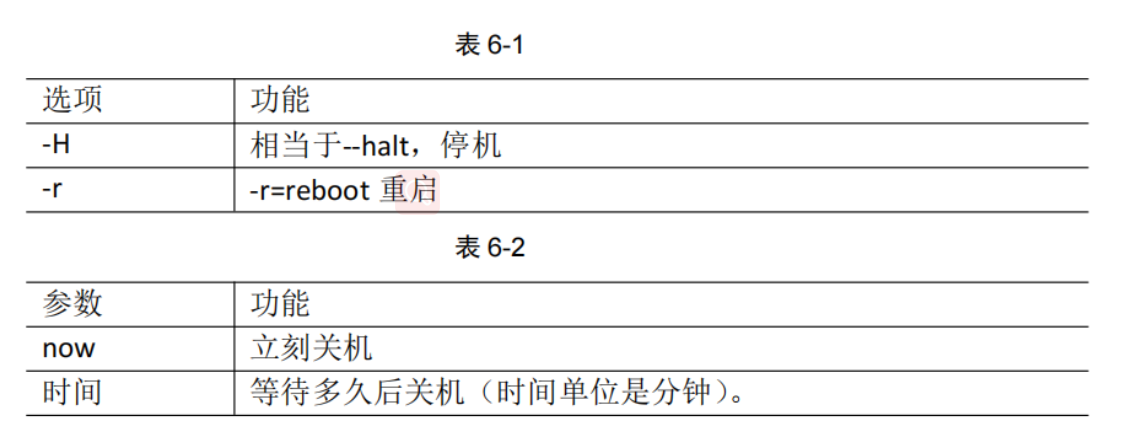 表 6-1
选项 功能
-H 相当于--halt，停机
-r -r=reboot 重启
表 6-2
参数 功能
now 立刻关机
时间 等待多久后关机（时间单位是分钟）。